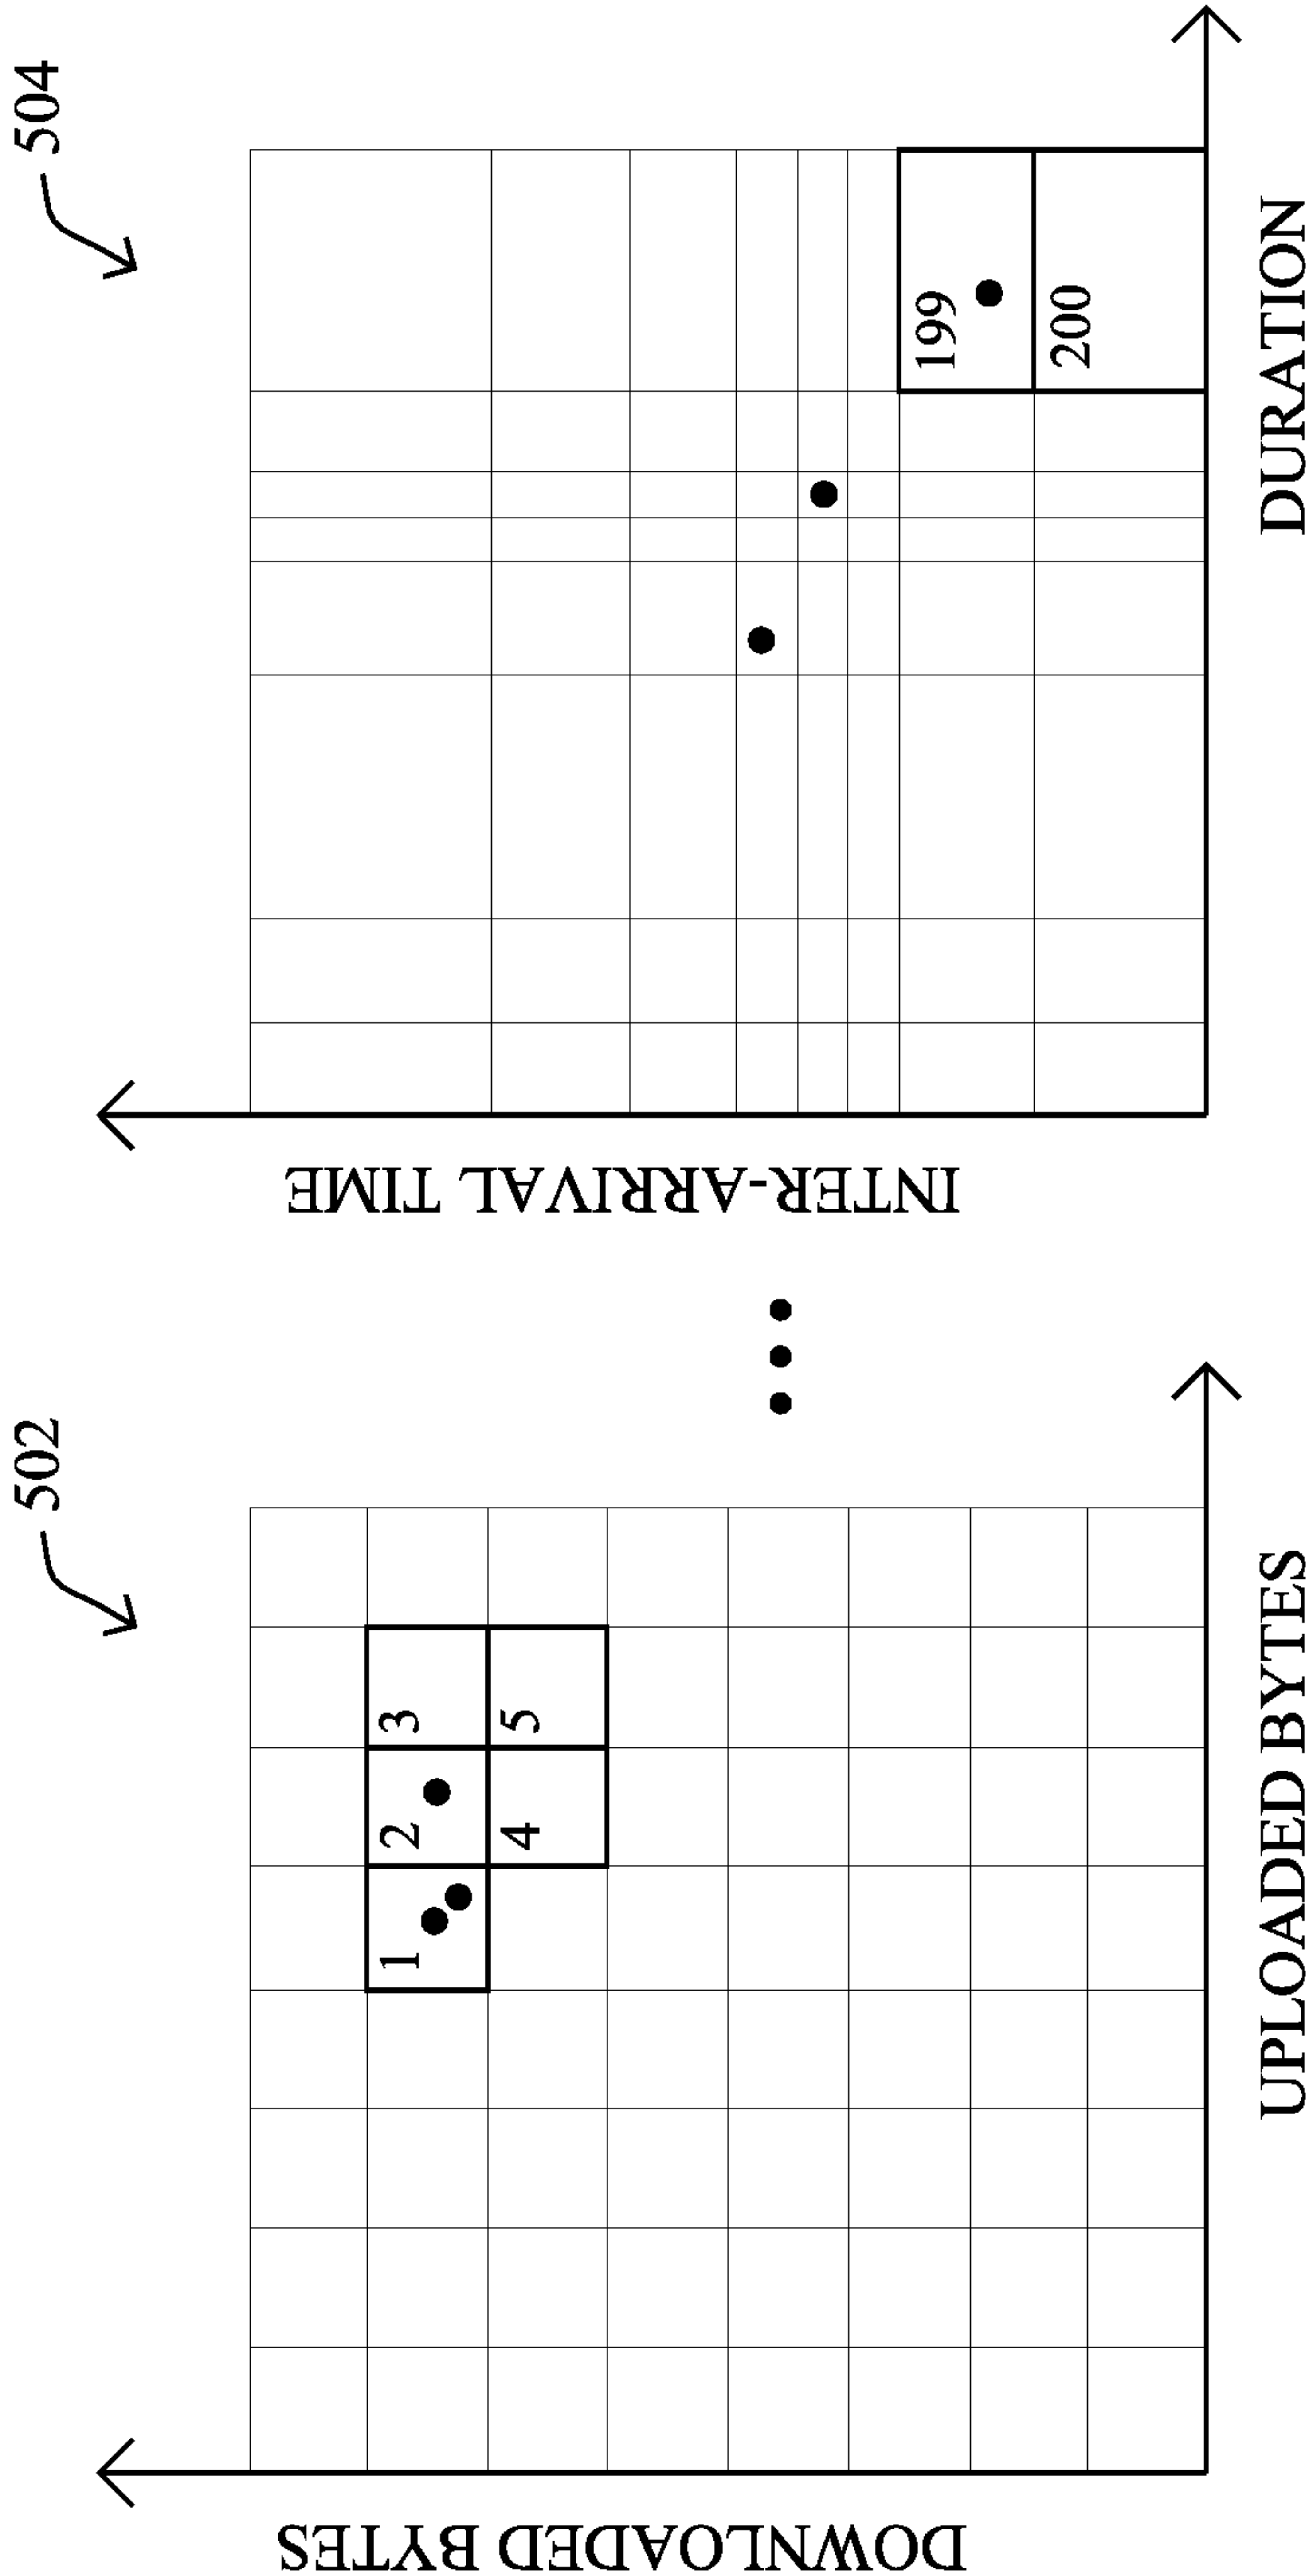 502
504
DOWNLOADED BYTES
1
2
3
4
5
UPLOADED BYTES
INTER-ARRIVAL TIME
199
200
DURATION